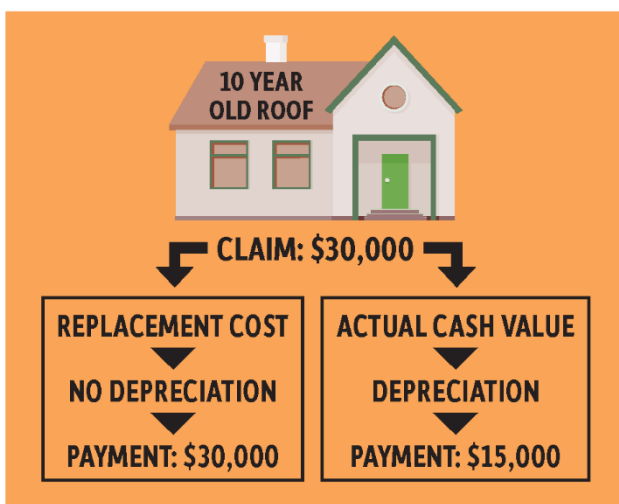 10 YEAR
OLD ROOF
CLAIM: $30,000
REPLACEMENT COST
NO DEPRECIATION
PAYMENT: $30,000
ACTUAL CASH VALUE
DEPRECIATION
PAYMENT: $15,000